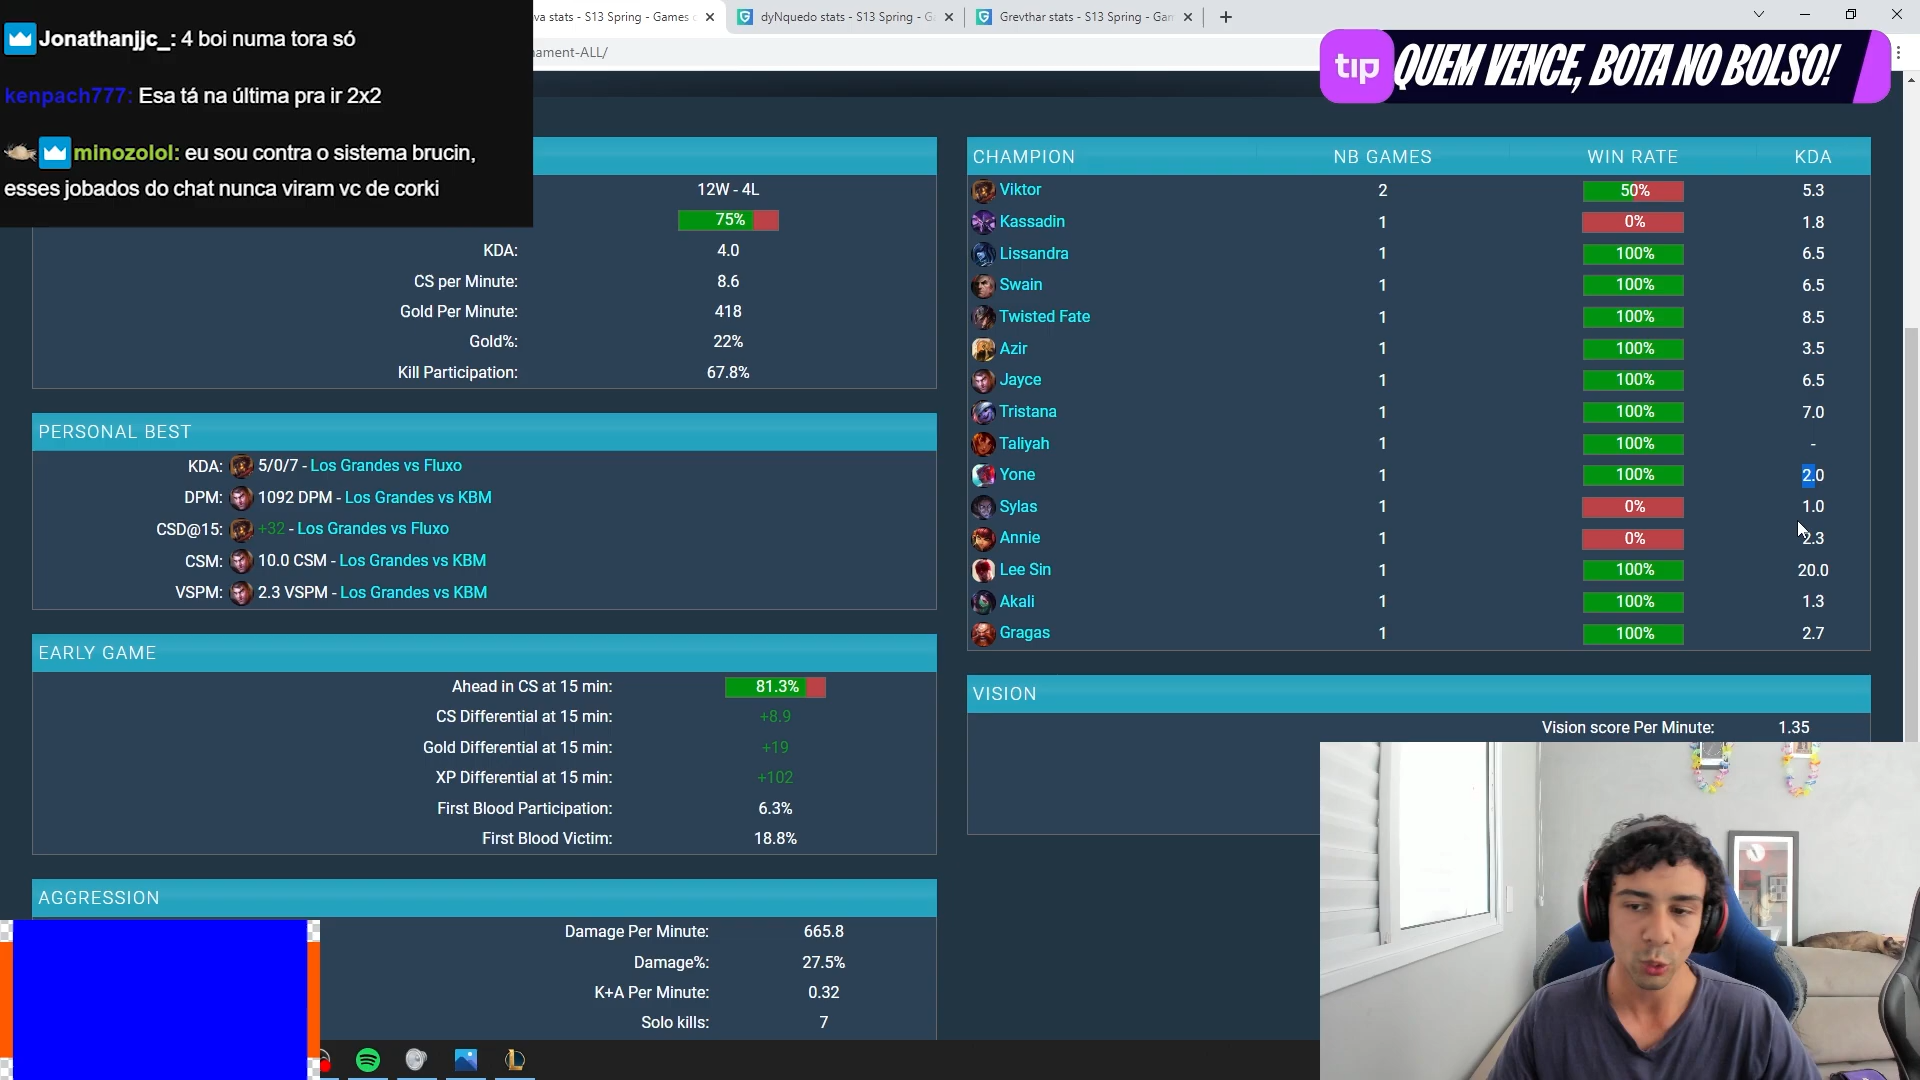 va stats - S13 Spring - Games
dyNquedo stats - S13 Spring - G
Grevthar stats - S13 Spring - Gam
nament-ALL/
Jonathanjjc_: 4 boi numa tora só
kenpach777: Esa tá na última pra ir 2x2
minozolol: eu sou contra o sistema brucin,
esses jobados do chat nunca viram vc de corki
tip QUEM VENCE, BOTA NO BOLSO!
12W - 4L
75%
KDA: 4.0
CS per Minute: 8.6
Gold Per Minute: 418
Gold%: 22%
Kill Participation: 67.8%
PERSONAL BEST
KDA: 5/0/7 - Los Grandes vs Fluxo
DPM: 1092 DPM - Los Grandes vs KBM
CSD@15: +32 - Los Grandes vs Fluxo
CSM: 10.0 CSM - Los Grandes vs KBM
VSPM: 2.3 VSPM - Los Grandes vs KBM
EARLY GAME
Ahead in CS at 15 min: 81.3%
CS Differential at 15 min: +8.9
Gold Differential at 15 min: +19
XP Differential at 15 min: +102
First Blood Participation: 6.3%
First Blood Victim: 18.8%
AGGRESSION
Damage Per Minute: 665.8
Damage%: 27.5%
K+A Per Minute: 0.32
Solo kills: 7
CHAMPION NB GAMES WIN RATE KDA
Viktor 2 50% 5.3
Kassadin 1 0% 1.8
Lissandra 1 100% 6.5
Swain 1 100% 6.5
Twisted Fate 1 100% 8.5
Azir 1 100% 3.5
Jayce 1 100% 6.5
Tristana 1 100% 7.0
Taliyah 1 100% -
Yone 1 100% 2.0
Sylas 1 0% 1.0
Annie 1 0% 2.3
Lee Sin 1 100% 20.0
Akali 1 100% 1.3
Gragas 1 100% 2.7
VISION
Vision score Per Minute: 1.35